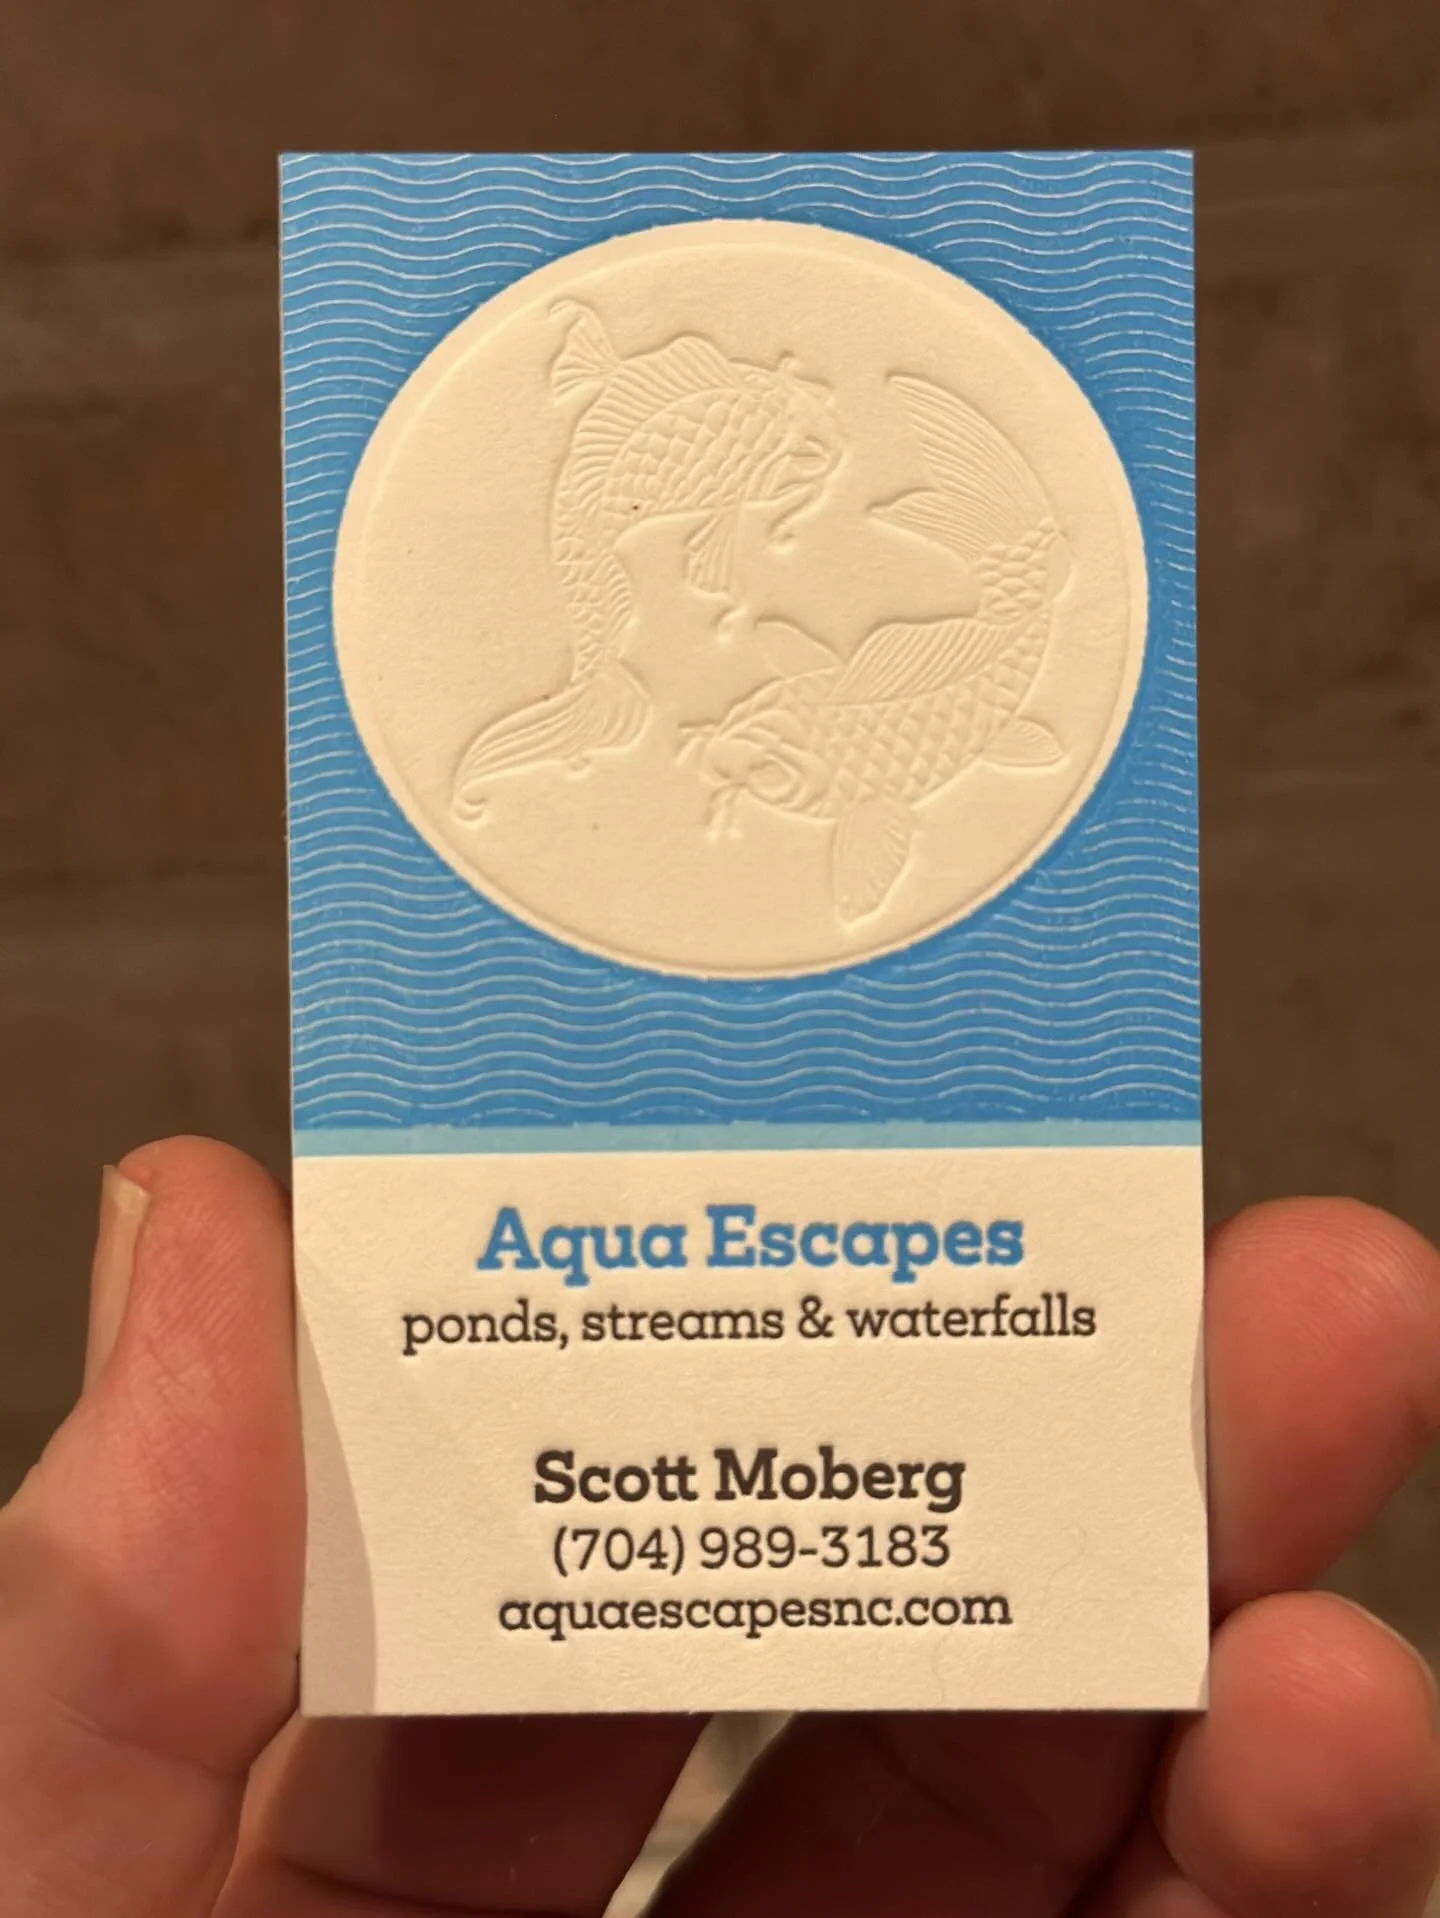 Aqua Escapes
ponds, streams & waterfalls
Scott Moberg
(704) 989-3183
aquaescapesnc.com